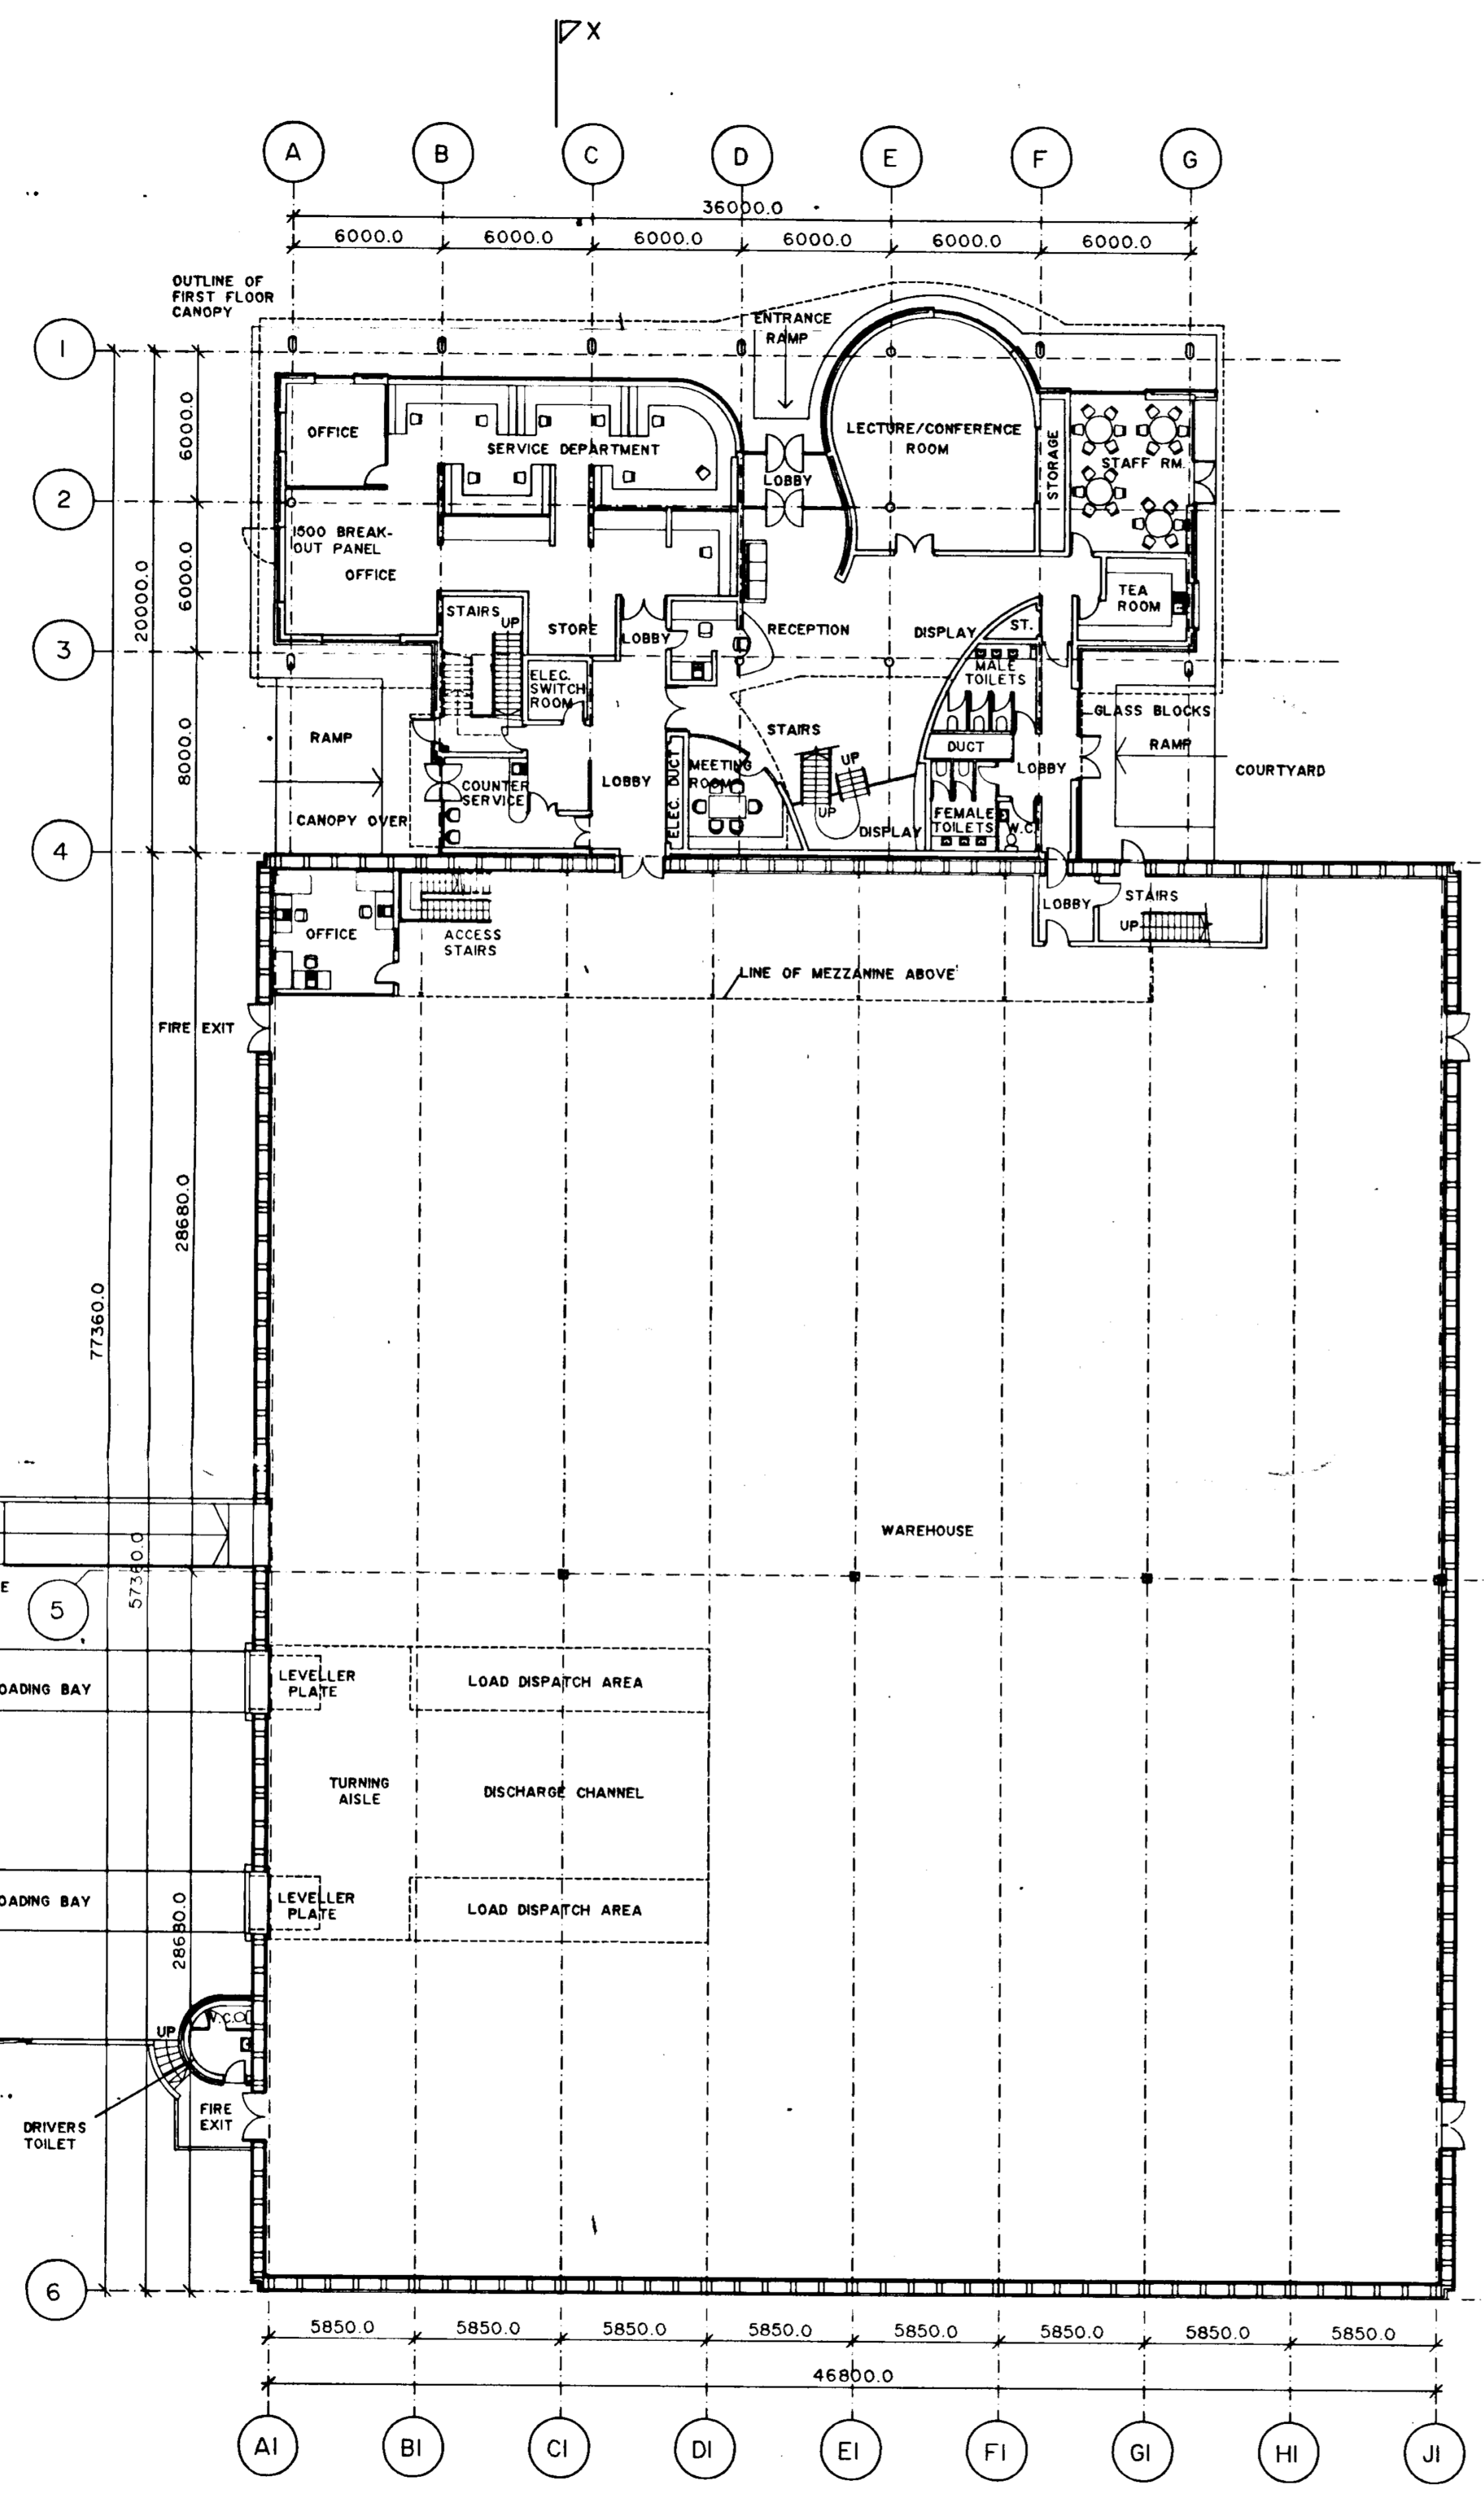 X
A B C D E F G
36000.0
6000.0 6000.0 6000.0 6000.0 6000.0 6000.0
OUTLINE OF
FIRST FLOOR
CANOPY
ENTRANCE
RAMP
1
6000.0
OFFICE
SERVICE DEPARTMENT
LECTURE/CONFERENCE
ROOM
STORAGE
STAFF RM.
LOBBY
2
1500 BREAK-
OUT PANEL
OFFICE
6000.0
20000.0
STAIRS
UP
STORE
LOBBY
RECEPTION
DISPLAY
ST.
TEA
ROOM
3
ELEC.
SWITCH
ROOM
MALE
TOILETS
GLASS BLOCKS
8000.0
RAMP
STAIRS
DUCT
RAMP
COURTYARD
LOBBY
COUNTER
SERVICE
LOBBY
ELEC. DUCT
MEETING
ROOM
UP
UP
CANOPY OVER
DISPLAY
FEMALE
TOILETS
W.C.
4
OFFICE
ACCESS
STAIRS
LOBBY
STAIRS
UP
LINE OF MEZZANINE ABOVE
FIRE EXIT
28680.0
77360.0
WAREHOUSE
57360.0
E
5
OADING BAY
LEVELLER
PLATE
LOAD DISPATCH AREA
TURNING
AISLE
DISCHARGE CHANNEL
OADING BAY
LEVELLER
PLATE
LOAD DISPATCH AREA
28680.0
W.C.
UP
FIRE
EXIT
DRIVERS
TOILET
6
5850.0 5850.0 5850.0 5850.0 5850.0 5850.0 5850.0 5850.0
46800.0
A1 B1 C1 D1 E1 F1 G1 H1 J1